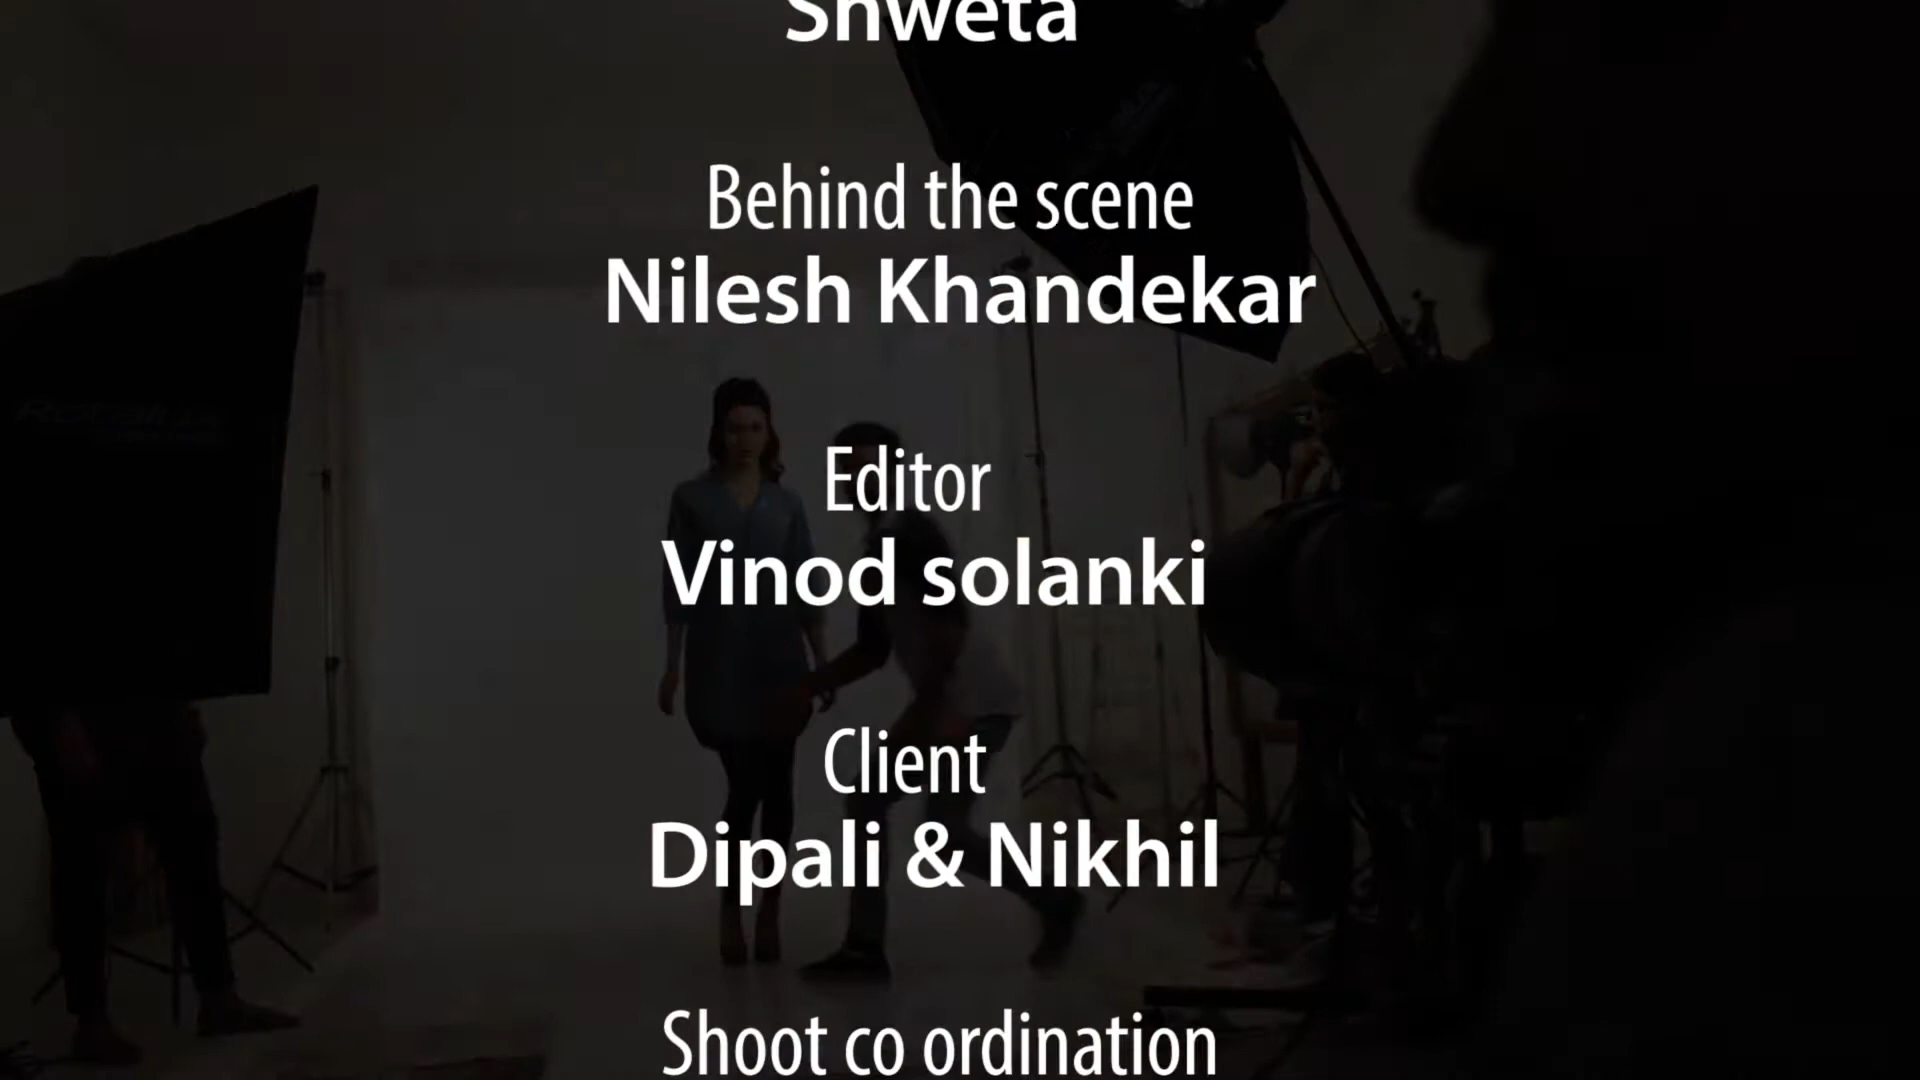 Shweta
Behind the scene
Nilesh Khandekar
Editor
Vinod solanki
Client
Dipali & Nikhil
Shoot co ordination